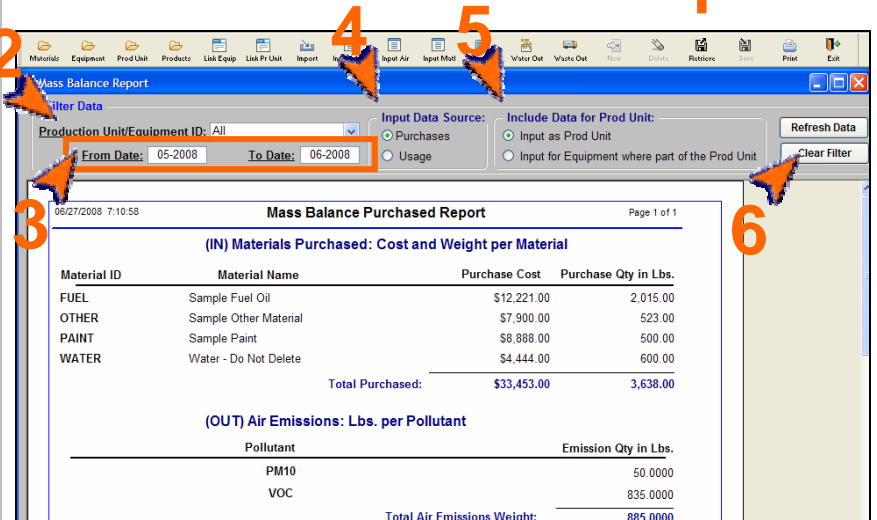 4 5
2
Materials Equipment Prod Unit Products Link Equip Link Pr Unit Import Input Air Input Matl Water Out Waste Out New Delete Retrieve Save Print Exit
Mass Balance Report
Filter Data
Production Unit/Equipment ID: All
From Date: 05-2008 To Date: 06-2008
Input Data Source:
Purchases
Usage
Include Data for Prod Unit:
Input as Prod Unit
Input for Equipment where part of the Prod Unit
Refresh Data
Clear Filter
3
6
06/27/2008 7:10:58 Mass Balance Purchased Report Page 1 of 1
(IN) Materials Purchased: Cost and Weight per Material
Material ID Material Name Purchase Cost Purchase Qty in Lbs.
FUEL Sample Fuel Oil $12,221.00 2,015.00
OTHER Sample Other Material $7,900.00 523.00
PAINT Sample Paint $8,888.00 500.00
WATER Water - Do Not Delete $4,444.00 600.00
Total Purchased: $33,453.00 3,638.00
(OUT) Air Emissions: Lbs. per Pollutant
Pollutant Emission Qty in Lbs.
PM10 50.0000
VOC 835.0000
Total Air Emissions Weight: 885.0000